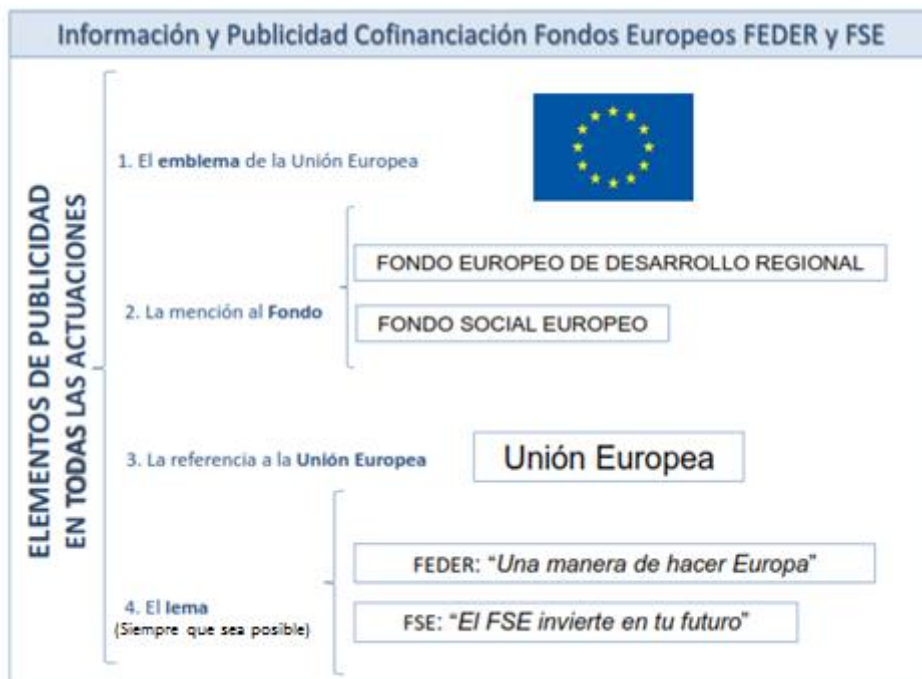 Información y Publicidad Cofinanciación Fondos Europeos FEDER y FSE
ELEMENTOS DE PUBLICIDAD
EN TODAS LAS ACTUACIONES
1. El emblema de la Unión Europea
2. La mención al Fondo
FONDO EUROPEO DE DESARROLLO REGIONAL
FONDO SOCIAL EUROPEO
3. La referencia a la Unión Europea
Unión Europea
4. El lema
(Siempre que sea posible)
FEDER: “Una manera de hacer Europa”
FSE: “El FSE invierte en tu futuro”